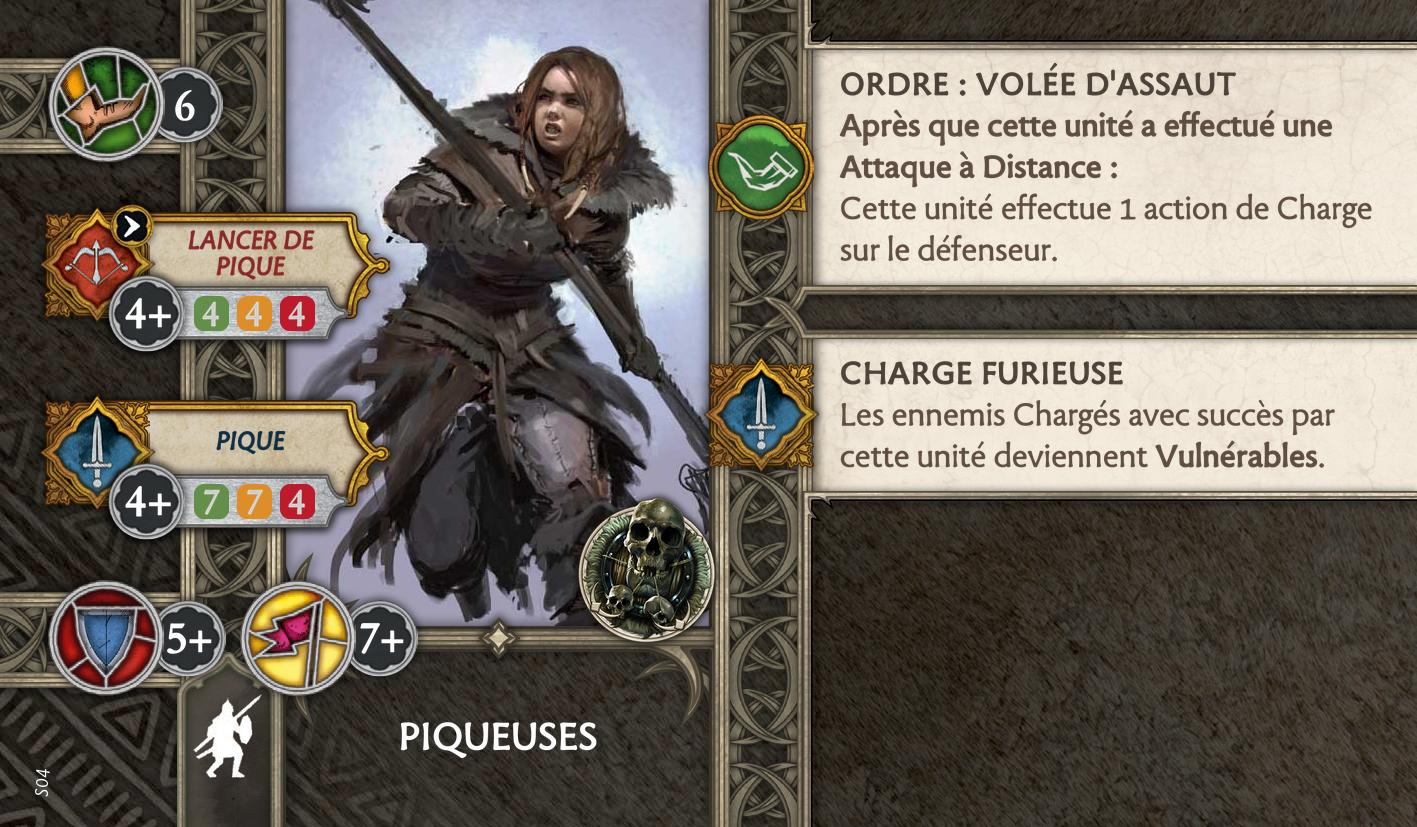 6
LANCER DE
PIQUE
4+ 4 4 4
PIQUE
4+ 7 7 4
5+ 7+
PIQUEUSES
S04
ORDRE : VOLÉE D'ASSAUT
Après que cette unité a effectué une
Attaque à Distance :
Cette unité effectue 1 action de Charge
sur le défenseur.
CHARGE FURIEUSE
Les ennemis Chargés avec succès par
cette unité deviennent Vulnérables.